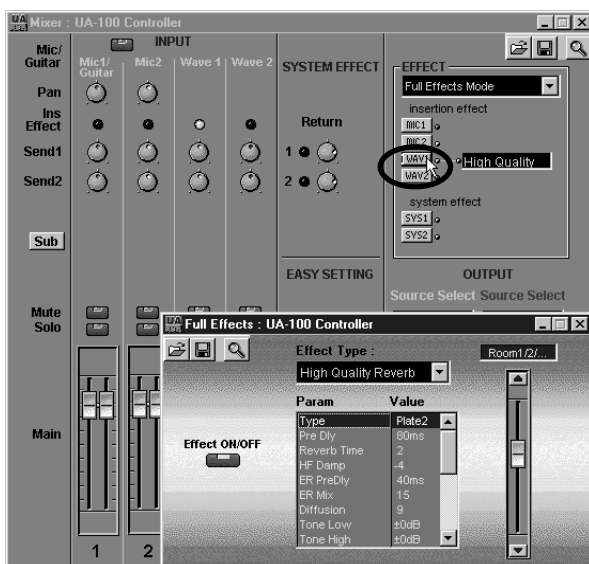 Mixer : UA-100 Controller
Mic/
Guitar
INPUT
Mic1/
Guitar
Mic2
Wave 1
Wave 2
Pan
Ins
Effect
Send1
Send2
Sub
Mute
Solo
Main
1
2
SYSTEM EFFECT
Return
1
2
EASY SETTING
EFFECT
Full Effects Mode
insertion effect
MIC1
MIC2
WAV1
High Quality
WAV2
system effect
SYS1
SYS2
OUTPUT
Source Select Source Select
Full Effects : UA-100 Controller
Effect Type :
Room1/2/...
High Quality Reverb
Effect ON/OFF
Param Value
Type Plate2
Pre Dly 80ms
Reverb Time 2
HF Damp -4
ER PreDly 40ms
ER Mix 15
Diffusion 9
Tone Low ±0dB
Tone High ±0dB